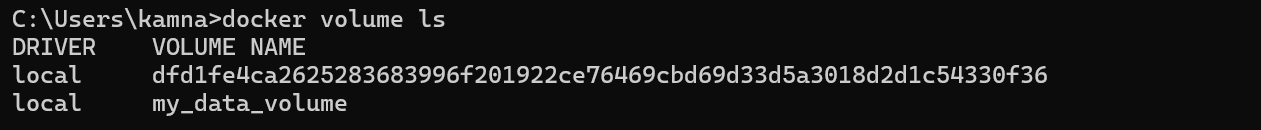 C:\Users\kamna>docker volume ls
DRIVER    VOLUME NAME
local     dfd1fe4ca2625283683996f201922ce76469cbd69d33d5a3018d2d1c54330f36
local     my_data_volume